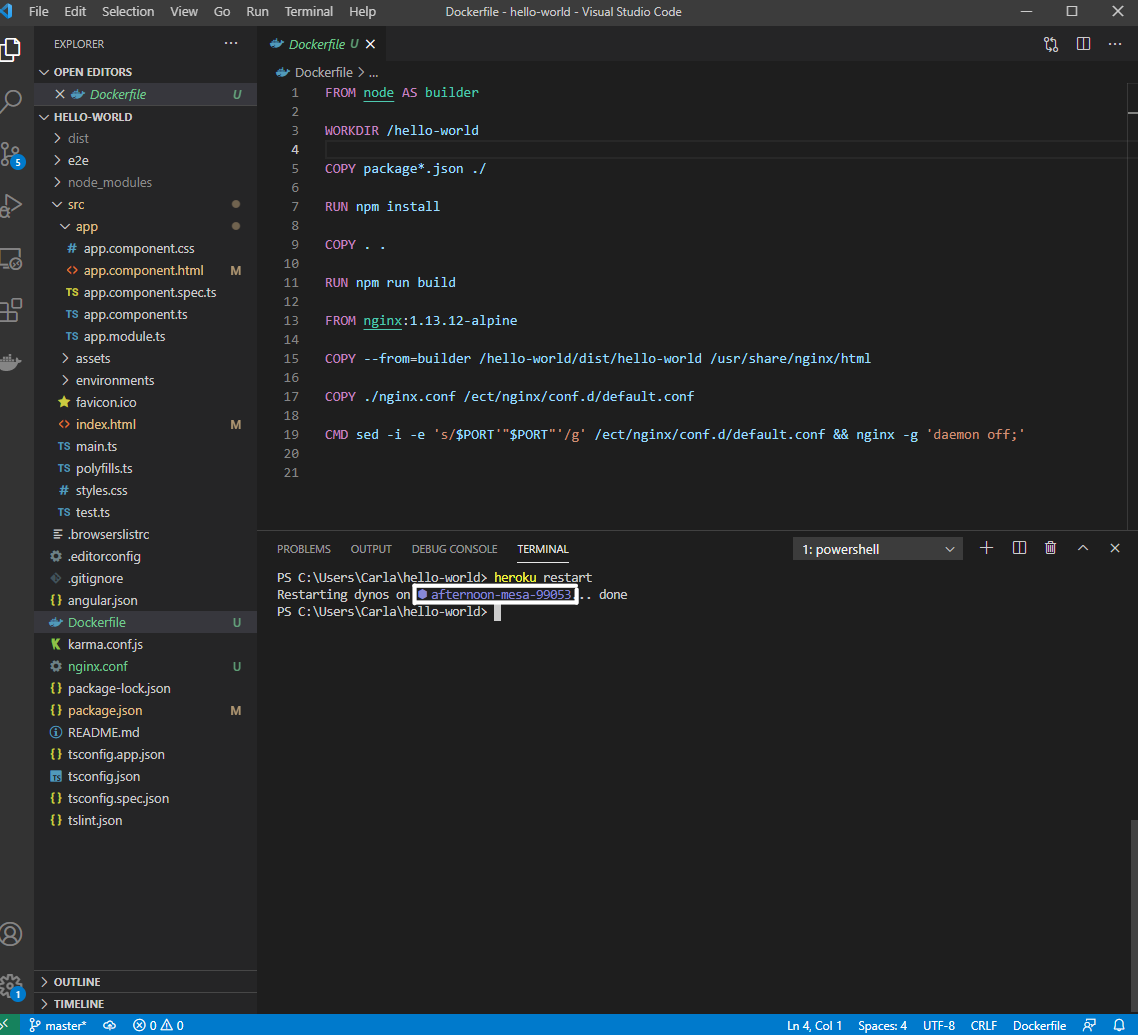 File Edit Selection View Go Run Terminal Help Dockerfile - hello-world - Visual Studio Code
EXPLORER
OPEN EDITORS
Dockerfile U
HELLO-WORLD
dist
e2e
node_modules
src
app
app.component.css
app.component.html M
app.component.spec.ts
app.component.ts
app.module.ts
assets
environments
favicon.ico
index.html M
main.ts
polyfills.ts
styles.css
test.ts
.browserslistrc
.editorconfig
.gitignore
angular.json
Dockerfile U
karma.conf.js
nginx.conf U
package-lock.json
package.json M
README.md
tsconfig.app.json
tsconfig.json
tsconfig.spec.json
tslint.json
OUTLINE
TIMELINE
5
1
Dockerfile U
Dockerfile > ...
1 FROM node AS builder
2
3 WORKDIR /hello-world
4
5 COPY package*.json ./
6
7 RUN npm install
8
9 COPY . .
10
11 RUN npm run build
12
13 FROM nginx:1.13.12-alpine
14
15 COPY --from=builder /hello-world/dist/hello-world /usr/share/nginx/html
16
17 COPY ./nginx.conf /ect/nginx/conf.d/default.conf
18
19 CMD sed -i -e 's/$PORT'"$PORT"'/g' /ect/nginx/conf.d/default.conf && nginx -g 'daemon off;'
20
21
PROBLEMS OUTPUT DEBUG CONSOLE TERMINAL 1: powershell
PS C:\Users\Carla\hello-world> heroku restart
Restarting dynos on afternoon-mesa-99053... done
PS C:\Users\Carla\hello-world>
master* 0 0 Ln 4, Col 1 Spaces: 4 UTF-8 CRLF Dockerfile